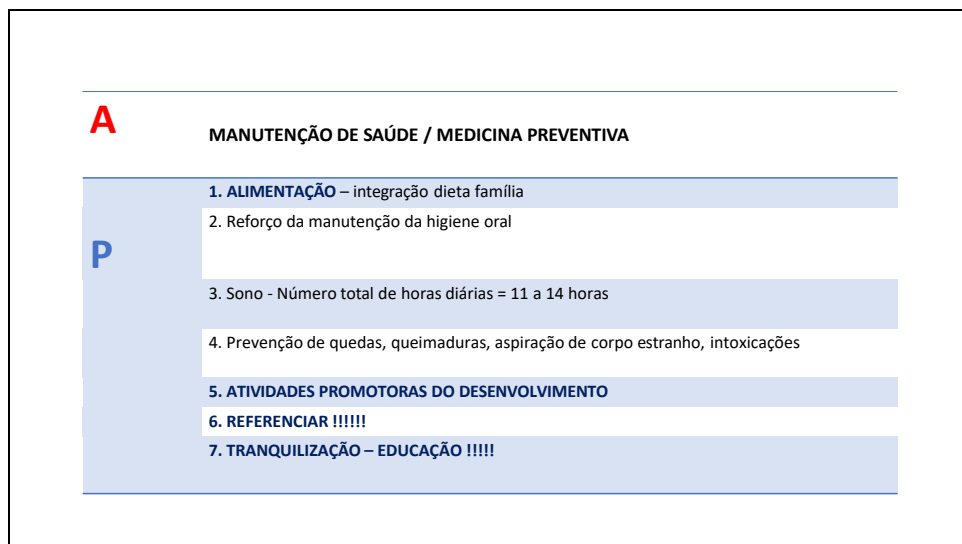 A
MANUTENÇÃO DE SAÚDE / MEDICINA PREVENTIVA
P
1. ALIMENTAÇÃO – integração dieta família
2. Reforço da manutenção da higiene oral
3. Sono - Número total de horas diárias = 11 a 14 horas
4. Prevenção de quedas, queimaduras, aspiração de corpo estranho, intoxicações
5. ATIVIDADES PROMOTORAS DO DESENVOLVIMENTO
6. REFERENCIAR !!!!!!
7. TRANQUILIZAÇÃO – EDUCAÇÃO !!!!!